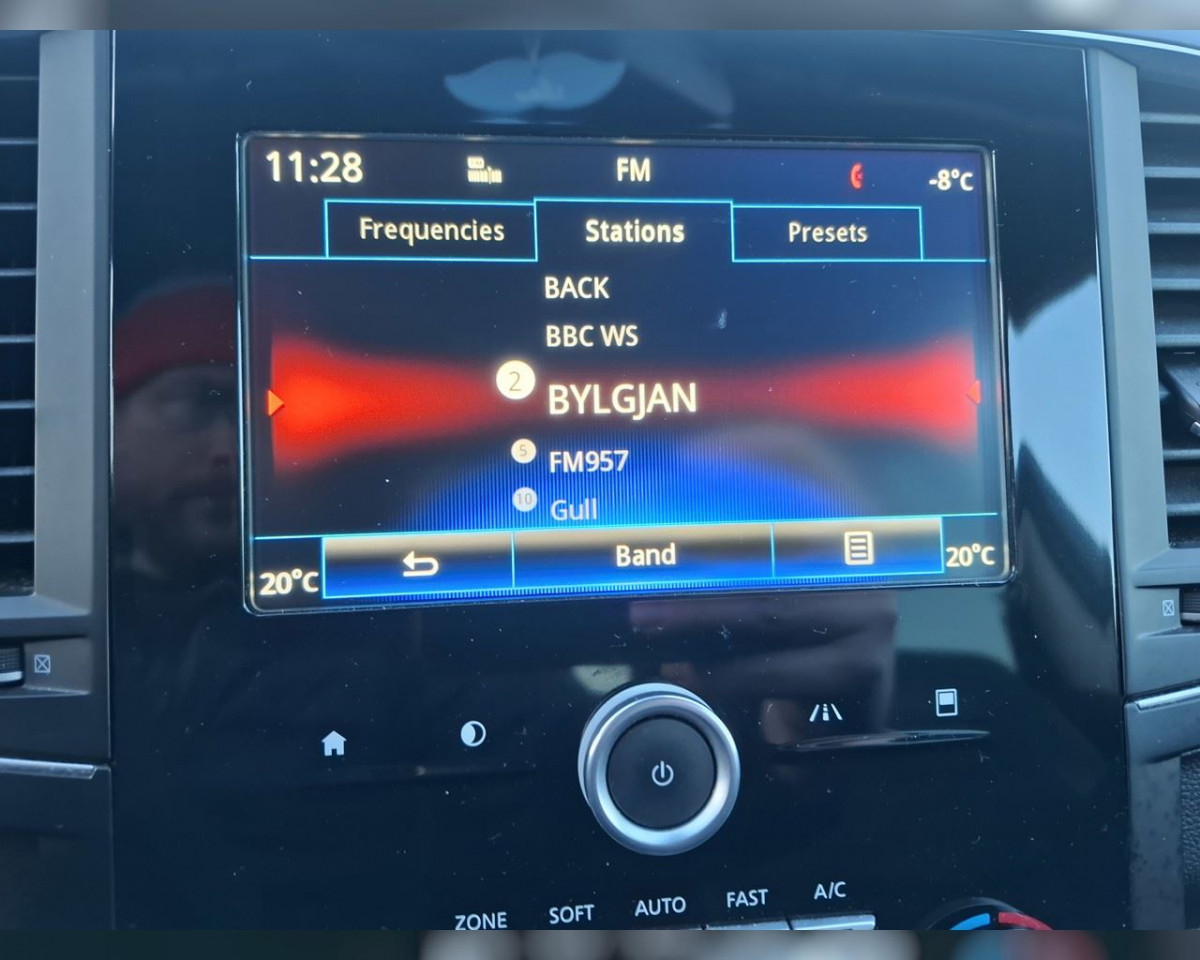 11:28 FM -8°C
Frequencies Stations Presets
BACK
BBC WS
2 BYLGJAN
5 FM957
10 Gull
20°C Band 20°C
ZONE SOFT AUTO FAST A/C